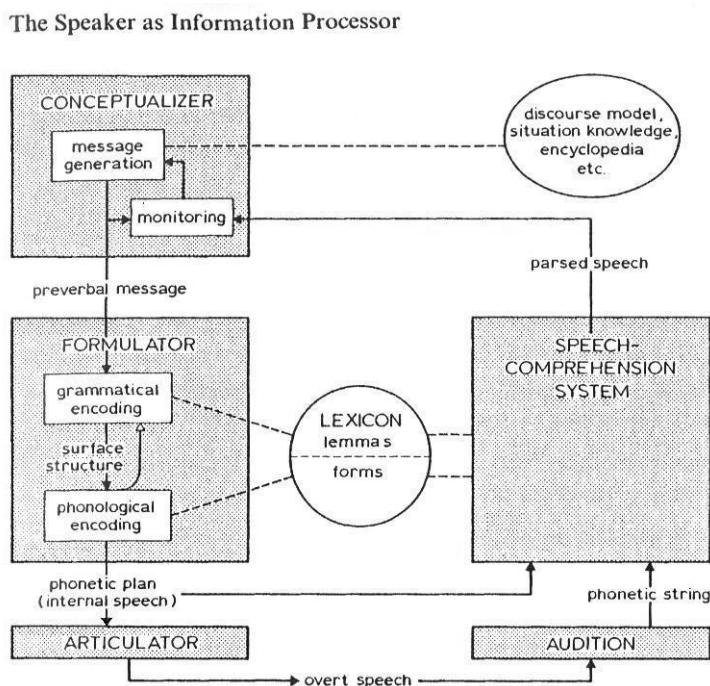 The Speaker as Information Processor
CONCEPTUALIZER
message
generation
monitoring
discourse model,
situation knowledge,
encyclopedia
etc.
parsed speech
preverbal message
FORMULATOR
grammatical
encoding
surface
structure
phonological
encoding
LEXICON
lemmas
forms
SPEECH-
COMPREHENSION
SYSTEM
phonetic plan
(internal speech)
phonetic string
ARTICULATOR
AUDITION
overt speech